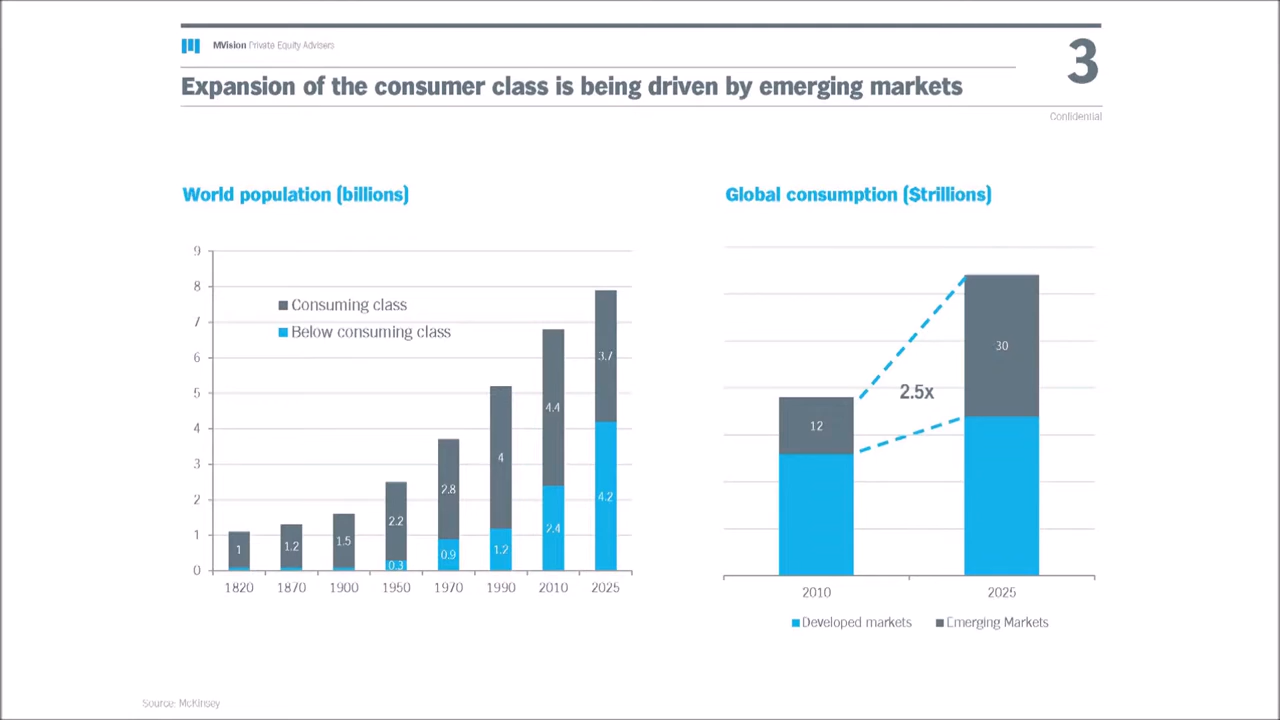 MVision Private Equity Advisers
3
Expansion of the consumer class is being driven by emerging markets
Confidential
World population (billions)
9
8
7
6
5
4
3
2
1
0
Consuming class
Below consuming class
1
1.2
1.5
2.2
0.3
2.8
0.9
4
1.2
4.4
2.4
3.7
4.2
1820 1870 1900 1950 1970 1990 2010 2025
Global consumption ($trillions)
12
2.5x
30
2010 2025
Developed markets Emerging Markets
Source: McKinsey